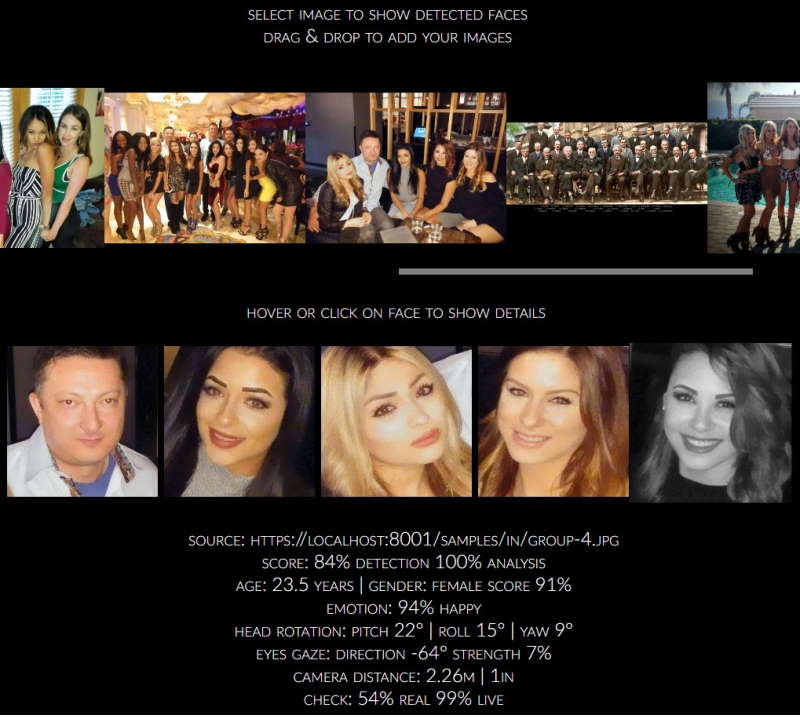 SELECT IMAGE TO SHOW DETECTED FACES
DRAG & DROP TO ADD YOUR IMAGES
HOVER OR CLICK ON FACE TO SHOW DETAILS
SOURCE: HTTPS://LOCALHOST:8001/SAMPLES/IN/GROUP-4.JPG
SCORE: 84% DETECTION 100% ANALYSIS
AGE: 23.5 YEARS | GENDER: FEMALE SCORE 91%
EMOTION: 94% HAPPY
HEAD ROTATION: PITCH 22° | ROLL 15° | YAW 9°
EYES GAZE: DIRECTION -64° STRENGTH 7%
CAMERA DISTANCE: 2.26M | 1IN
CHECK: 54% REAL 99% LIVE